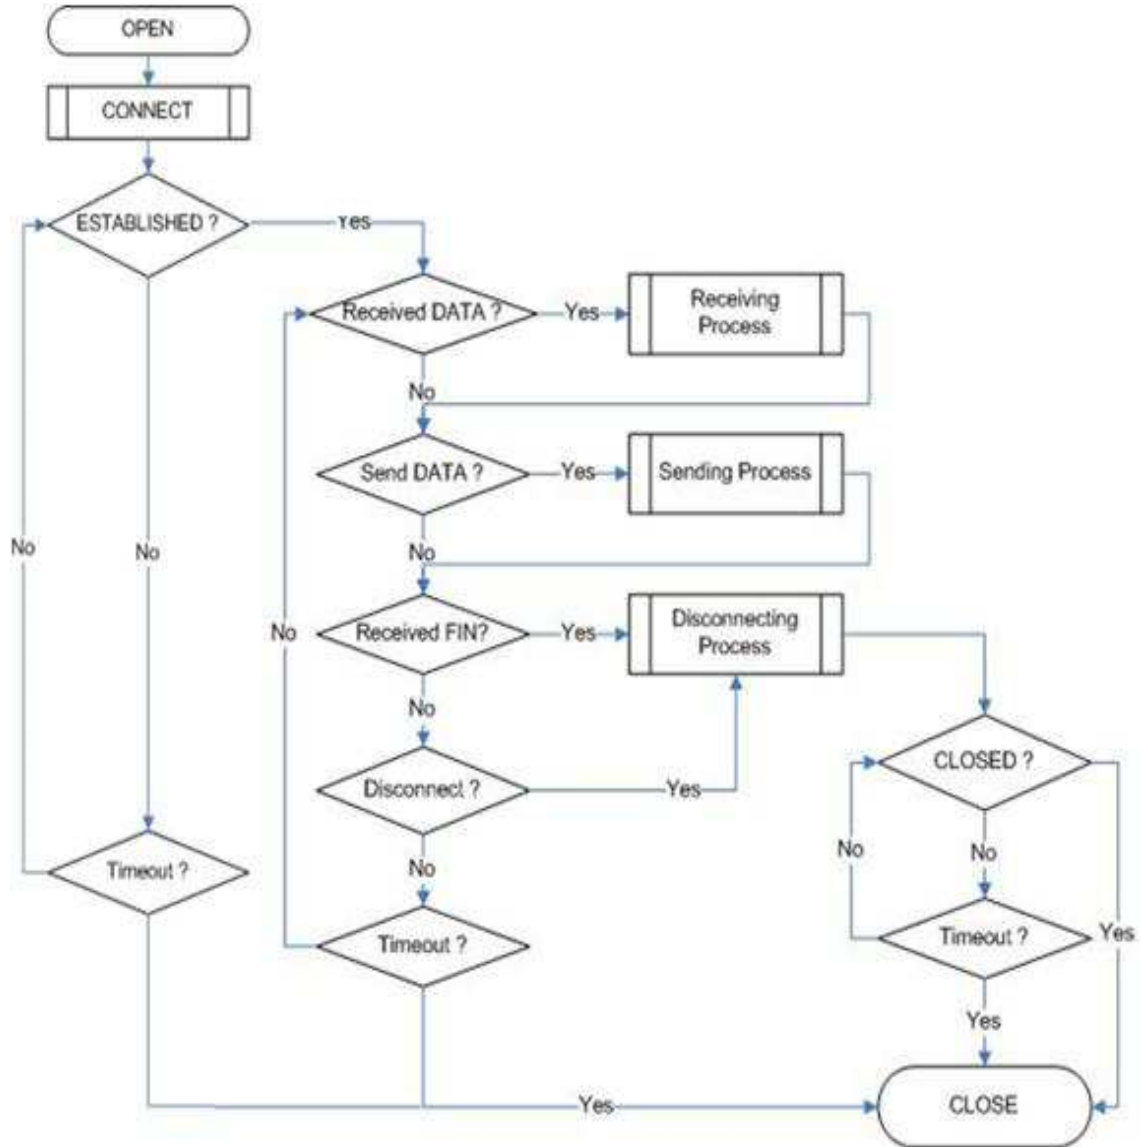 OPEN
CONNECT
ESTABLISHED ?
Yes
Received DATA ?
Yes
Receiving
Process
No
Send DATA ?
Yes
Sending Process
No
No
No
Received FIN?
Yes
Disconnecting
Process
No
No
Disconnect ?
Yes
CLOSED ?
No
No
No
Timeout ?
Timeout ?
Timeout ?
Yes
Yes
Yes
CLOSE